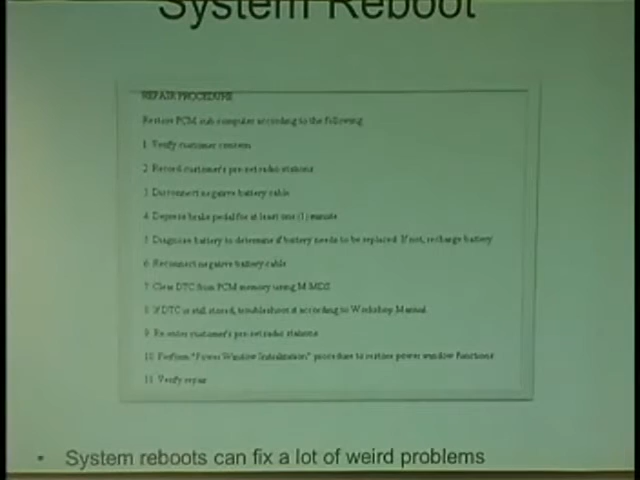 System Reboot
REPAIR PROCEDURE
Restore PCM sub computer according to the following
1. Verify customer concern
2. Record customer's pre-set radio stations
3. Disconnect negative battery cable
4. Depress brake pedal for at least one (1) minute
5. Diagnose battery to determine if battery needs to be replaced. If not, recharge battery
6. Reconnect negative battery cable
7. Clear DTC from PCM memory using M-MDS
8. If DTC is still stored, troubleshoot it according to Workshop Manual
9. Re-enter customer's pre-set radio stations
10. Perform "Power Window Initialization" procedure to restore power window functions
11. Verify repair
• System reboots can fix a lot of weird problems